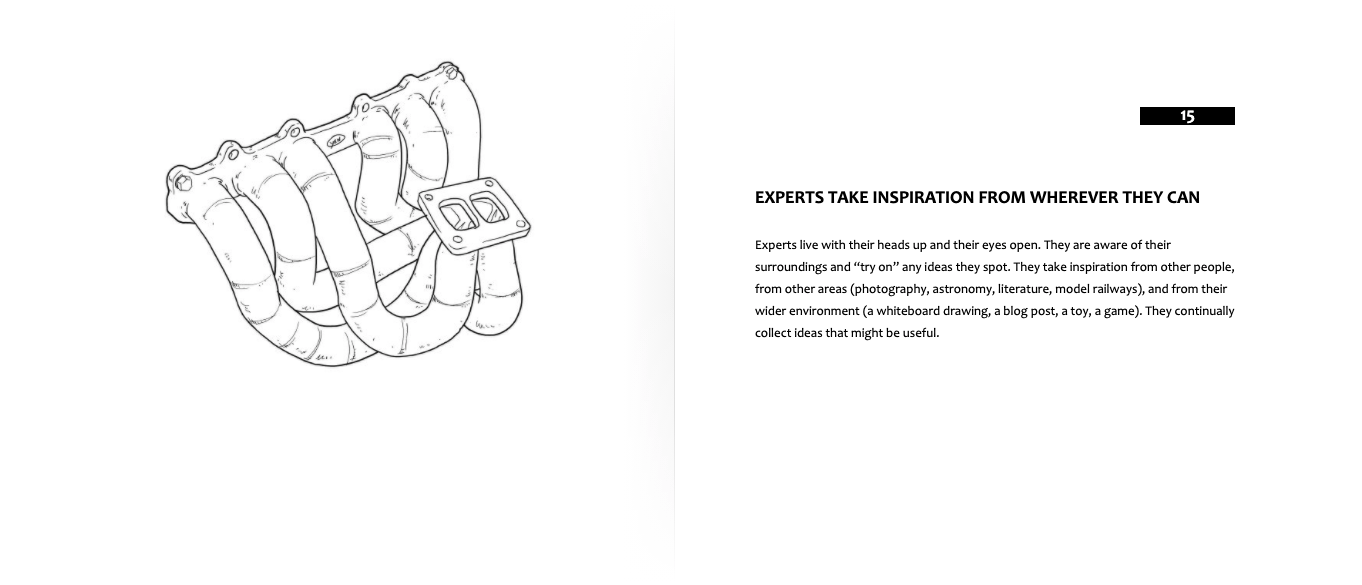 15
EXPERTS TAKE INSPIRATION FROM WHEREVER THEY CAN
Experts live with their heads up and their eyes open. They are aware of their
surroundings and “try on” any ideas they spot. They take inspiration from other people,
from other areas (photography, astronomy, literature, model railways), and from their
wider environment (a whiteboard drawing, a blog post, a toy, a game). They continually
collect ideas that might be useful.